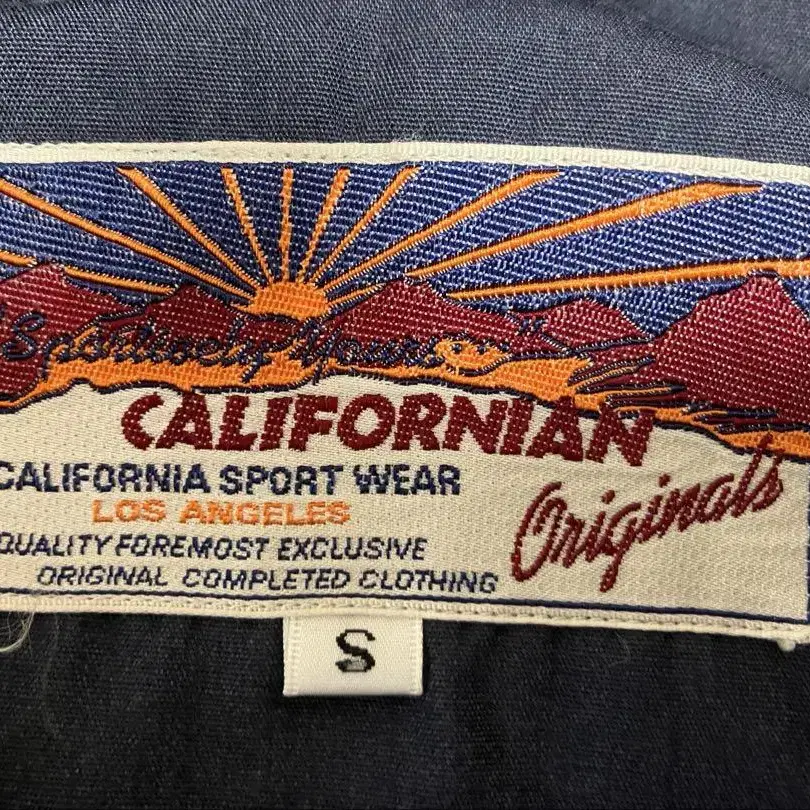 "Sportively Yours"
CALIFORNIAN
Originals
CALIFORNIA SPORT WEAR
LOS ANGELES
QUALITY FOREMOST EXCLUSIVE
ORIGINAL COMPLETED CLOTHING
S